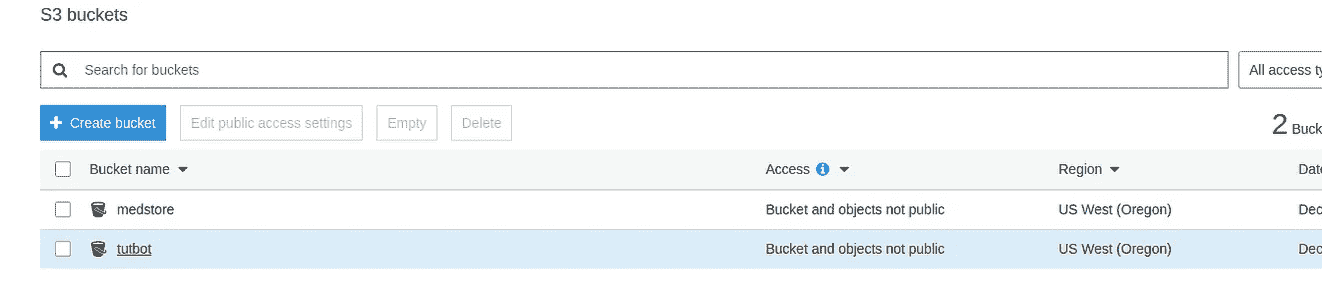 S3 buckets
Search for buckets
All access ty
Create bucket Edit public access settings Empty Delete 2 Buck
Bucket name Access Region Date
medstore Bucket and objects not public US West (Oregon) Dec
tutbot Bucket and objects not public US West (Oregon) Dec